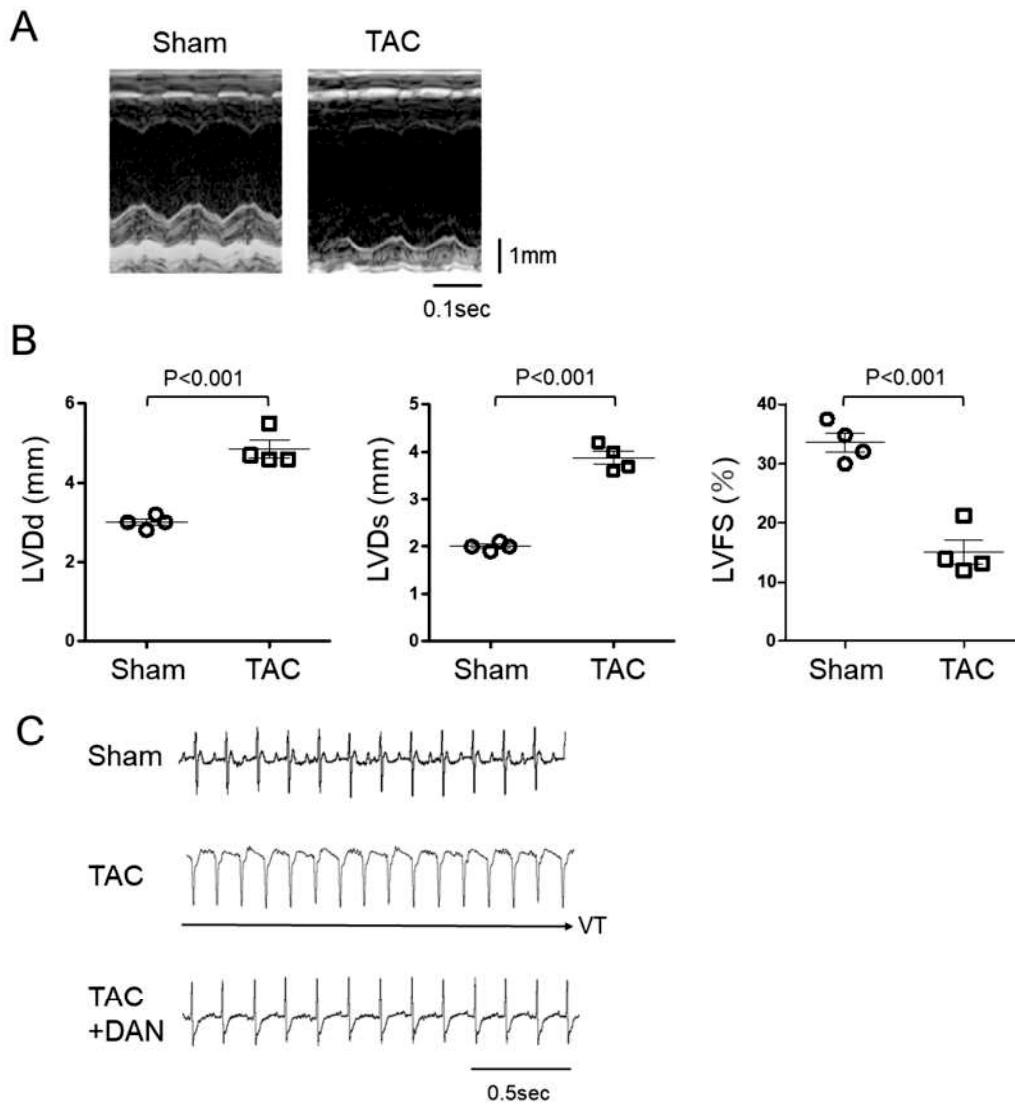 A
Sham TAC
1mm
0.1sec
B
P<0.001
LVDd (mm)
6
4
2
0
Sham TAC
P<0.001
LVDs (mm)
5
4
3
2
1
0
Sham TAC
P<0.001
LVFS (%)
40
30
20
10
0
Sham TAC
C
Sham
TAC
VT
TAC
+DAN
0.5sec